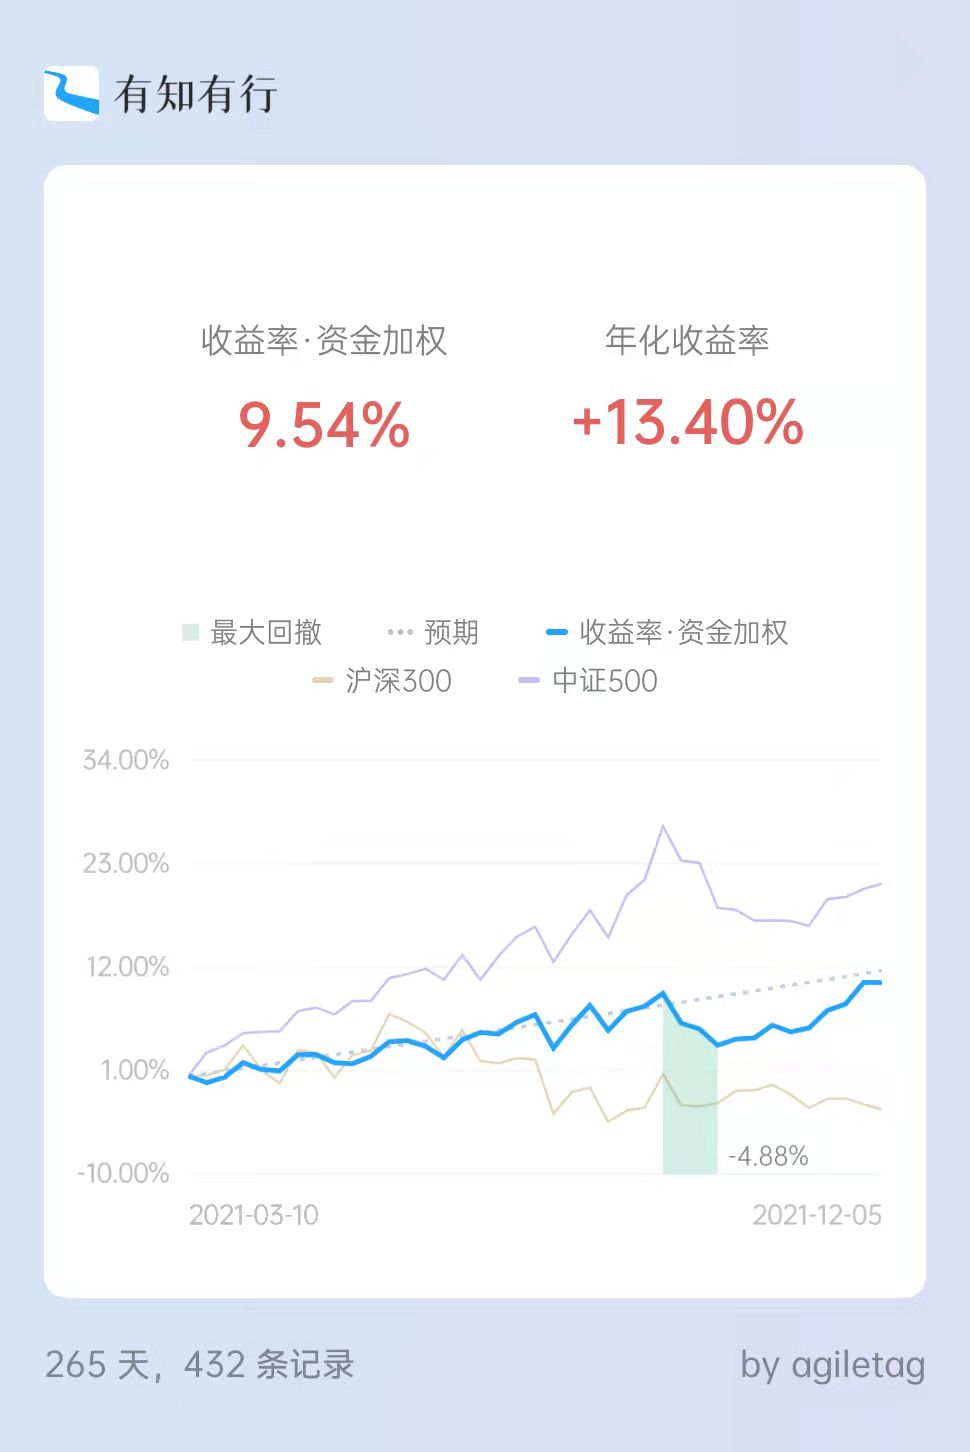 有知有行
收益率·资金加权 年化收益率
9.54% +13.40%
最大回撤 预期 收益率·资金加权
沪深300 中证500
34.00%
23.00%
12.00%
1.00%
-10.00%
-4.88%
2021-03-10 2021-12-05
265 天，432 条记录 by agiletag